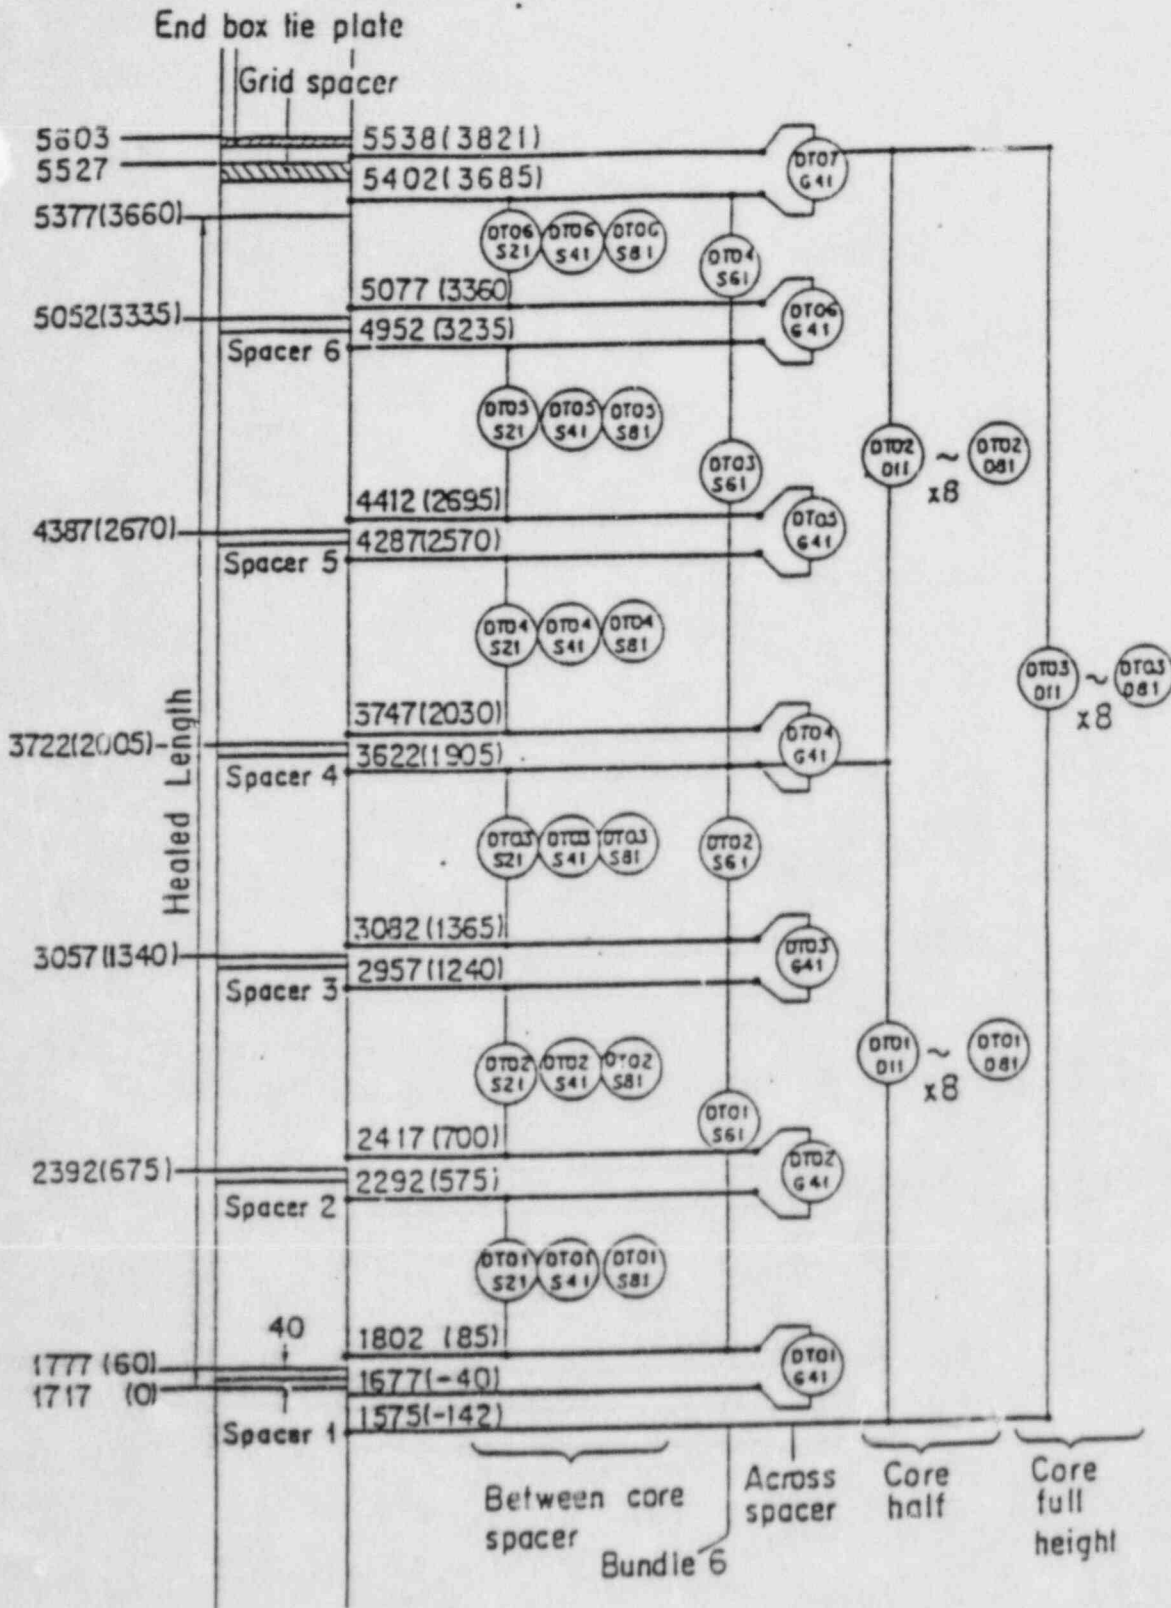 End box tie plate
Grid spacer
5603
5538(3821)
5527
5402(3685)
DT07
G41
5377(3660)
DT06
S21
DT06
S41
DT06
S81
DT04
S61
5077 (3360
5052(3335)
4952 (3235)
DT06
G41
Spacer 6
DT05
S21
DT05
S41
DT05
S81
DT03
S61
DT02
D11
~
DT02
D81
x8
4412 (2695)
4387(2670)
4287(2570)
DT05
G41
Spacer 5
DT04
S21
DT04
S41
DT04
S81
DT03
D11
~
DT03
D81
x8
Heated Length
3747(2030)
3722(2005)
3622(1905)
DT04
G41
Spacer 4
DT03
S21
DT03
S41
DT03
S81
DT02
S61
3082(1365)
3057(1340)
2957(1240)
DT03
G41
Spacer 3
DT02
S21
DT02
S41
DT02
S81
DT01
D11
~
DT01
D81
x8
DT01
S61
2417 (700)
2392(675)
2292(575)
DT02
G41
Spacer 2
DT01
S21
DT01
S41
DT01
S81
40
1802 (85)
1777 (60)
1677(-40)
DT01
G41
1717 (0)
1575(-142)
Spacer 1
Between core
spacer
Bundle 6
Across
spacer
Core
half
Core
full
height